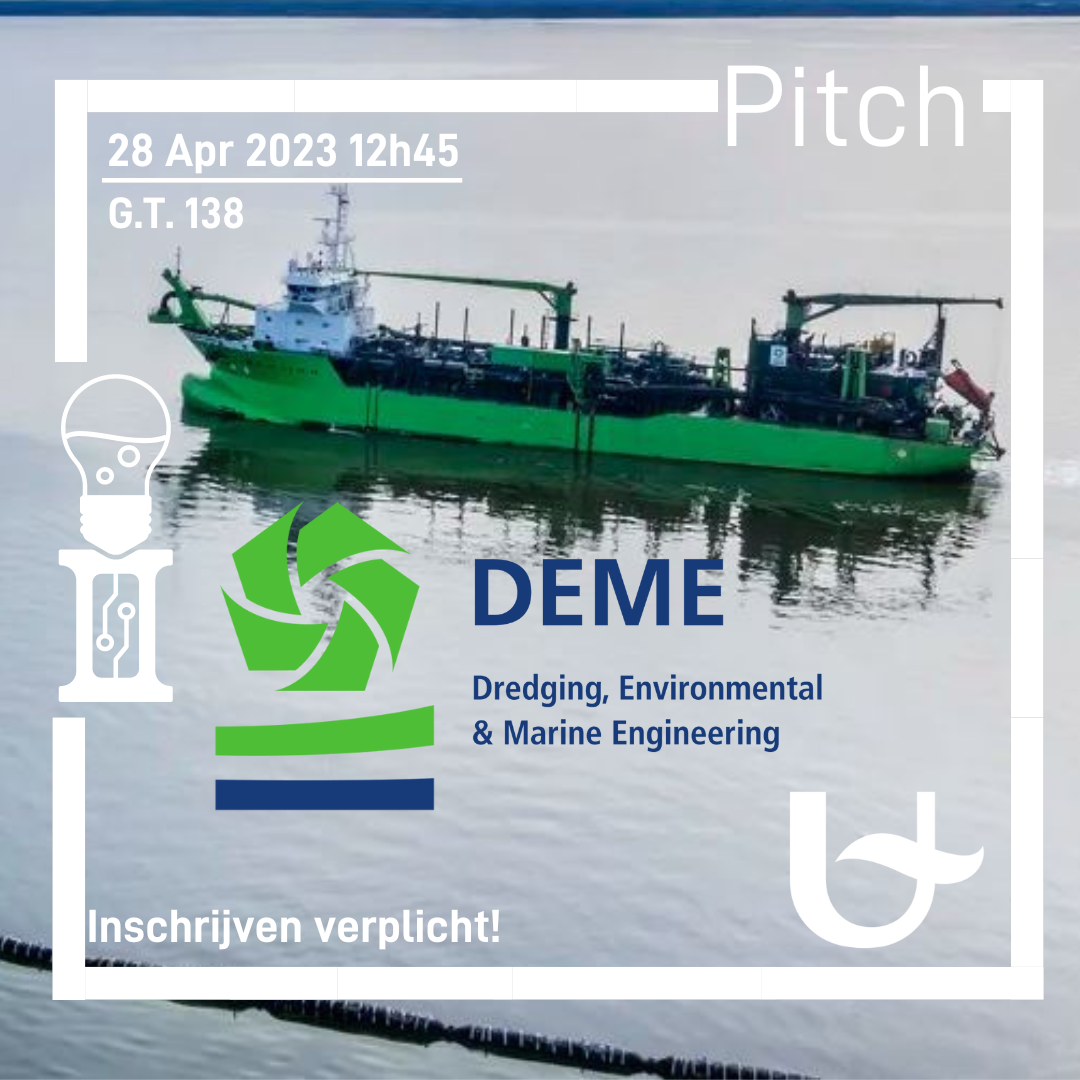 Pitch
28 Apr 2023 12h45
G.T. 138
DEME
Dredging, Environmental
& Marine Engineering
Inschrijven verplicht!